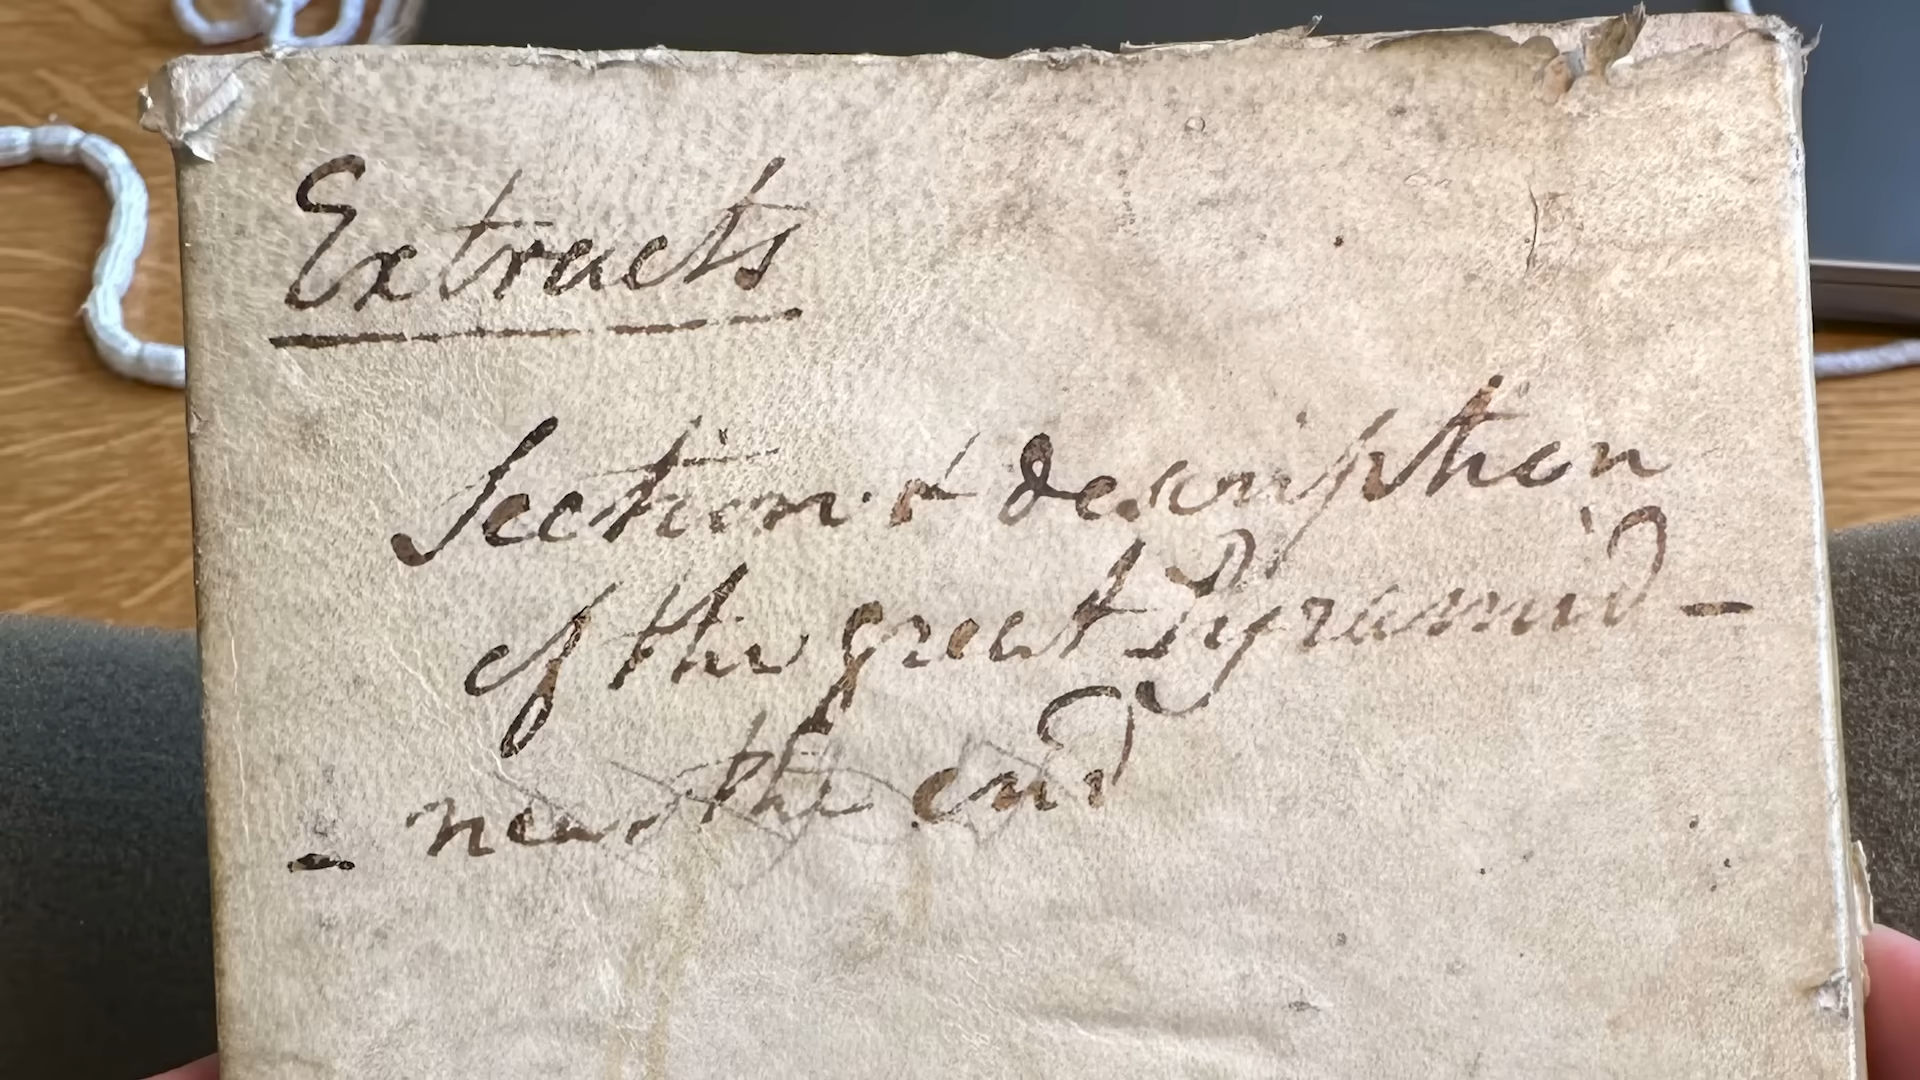 Extracts
Section & description
of the great Pyramid -
- near the end